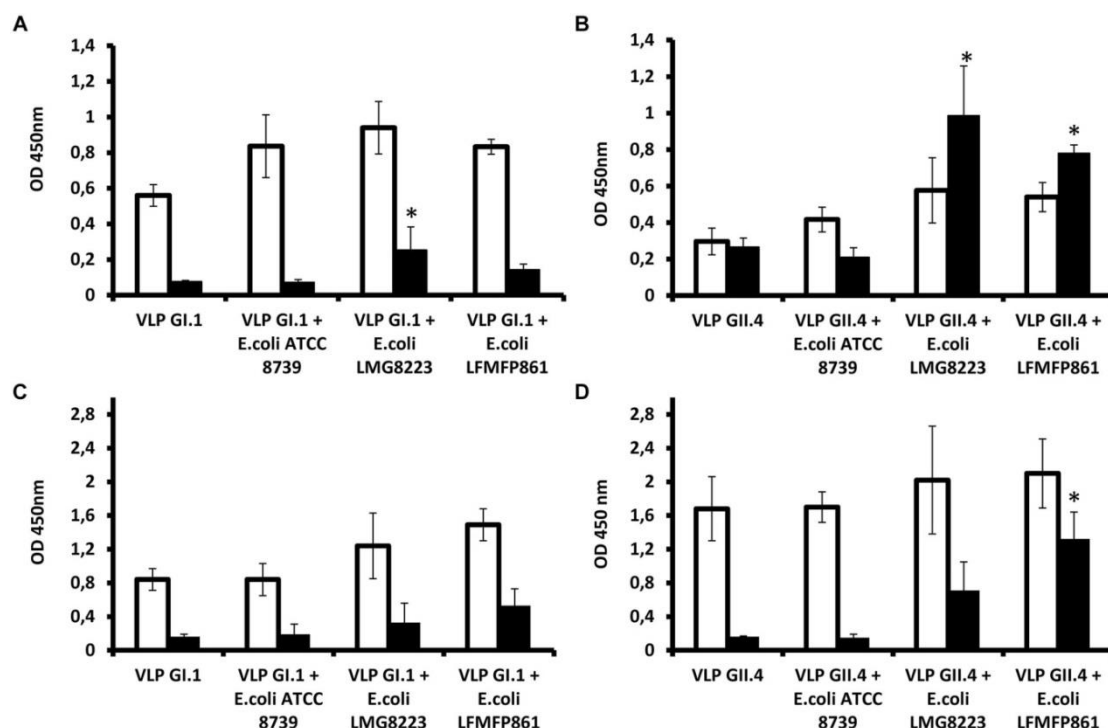 A
1,4
1,2
1
0,8
0,6
0,4
0,2
0
OD 450nm
*
VLP GI.1
VLP GI.1 +
E.coli ATCC
8739
VLP GI.1 +
E.coli
LMG8223
VLP GI.1 +
E.coli
LFMFP861
B
1,4
1,2
1
0,8
0,6
0,4
0,2
0
OD 450nm
*
*
VLP GII.4
VLP GII.4 +
E.coli ATCC
8739
VLP GII.4 +
E.coli
LMG8223
VLP GII.4 +
E.coli
LFMFP861
C
2,8
2,4
2
1,6
1,2
0,8
0,4
0
OD 450nm
VLP GI.1
VLP GI.1 +
E.coli ATCC
8739
VLP GI.1 +
E.coli
LMG8223
VLP GI.1 +
E.coli
LFMFP861
D
2,8
2,4
2
1,6
1,2
0,8
0,4
0
OD 450 nm
*
VLP GII.4
VLP GII.4 +
E.coli ATCC
8739
VLP GII.4 +
E.coli
LMG8223
VLP GII.4 +
E.coli
LFMFP861